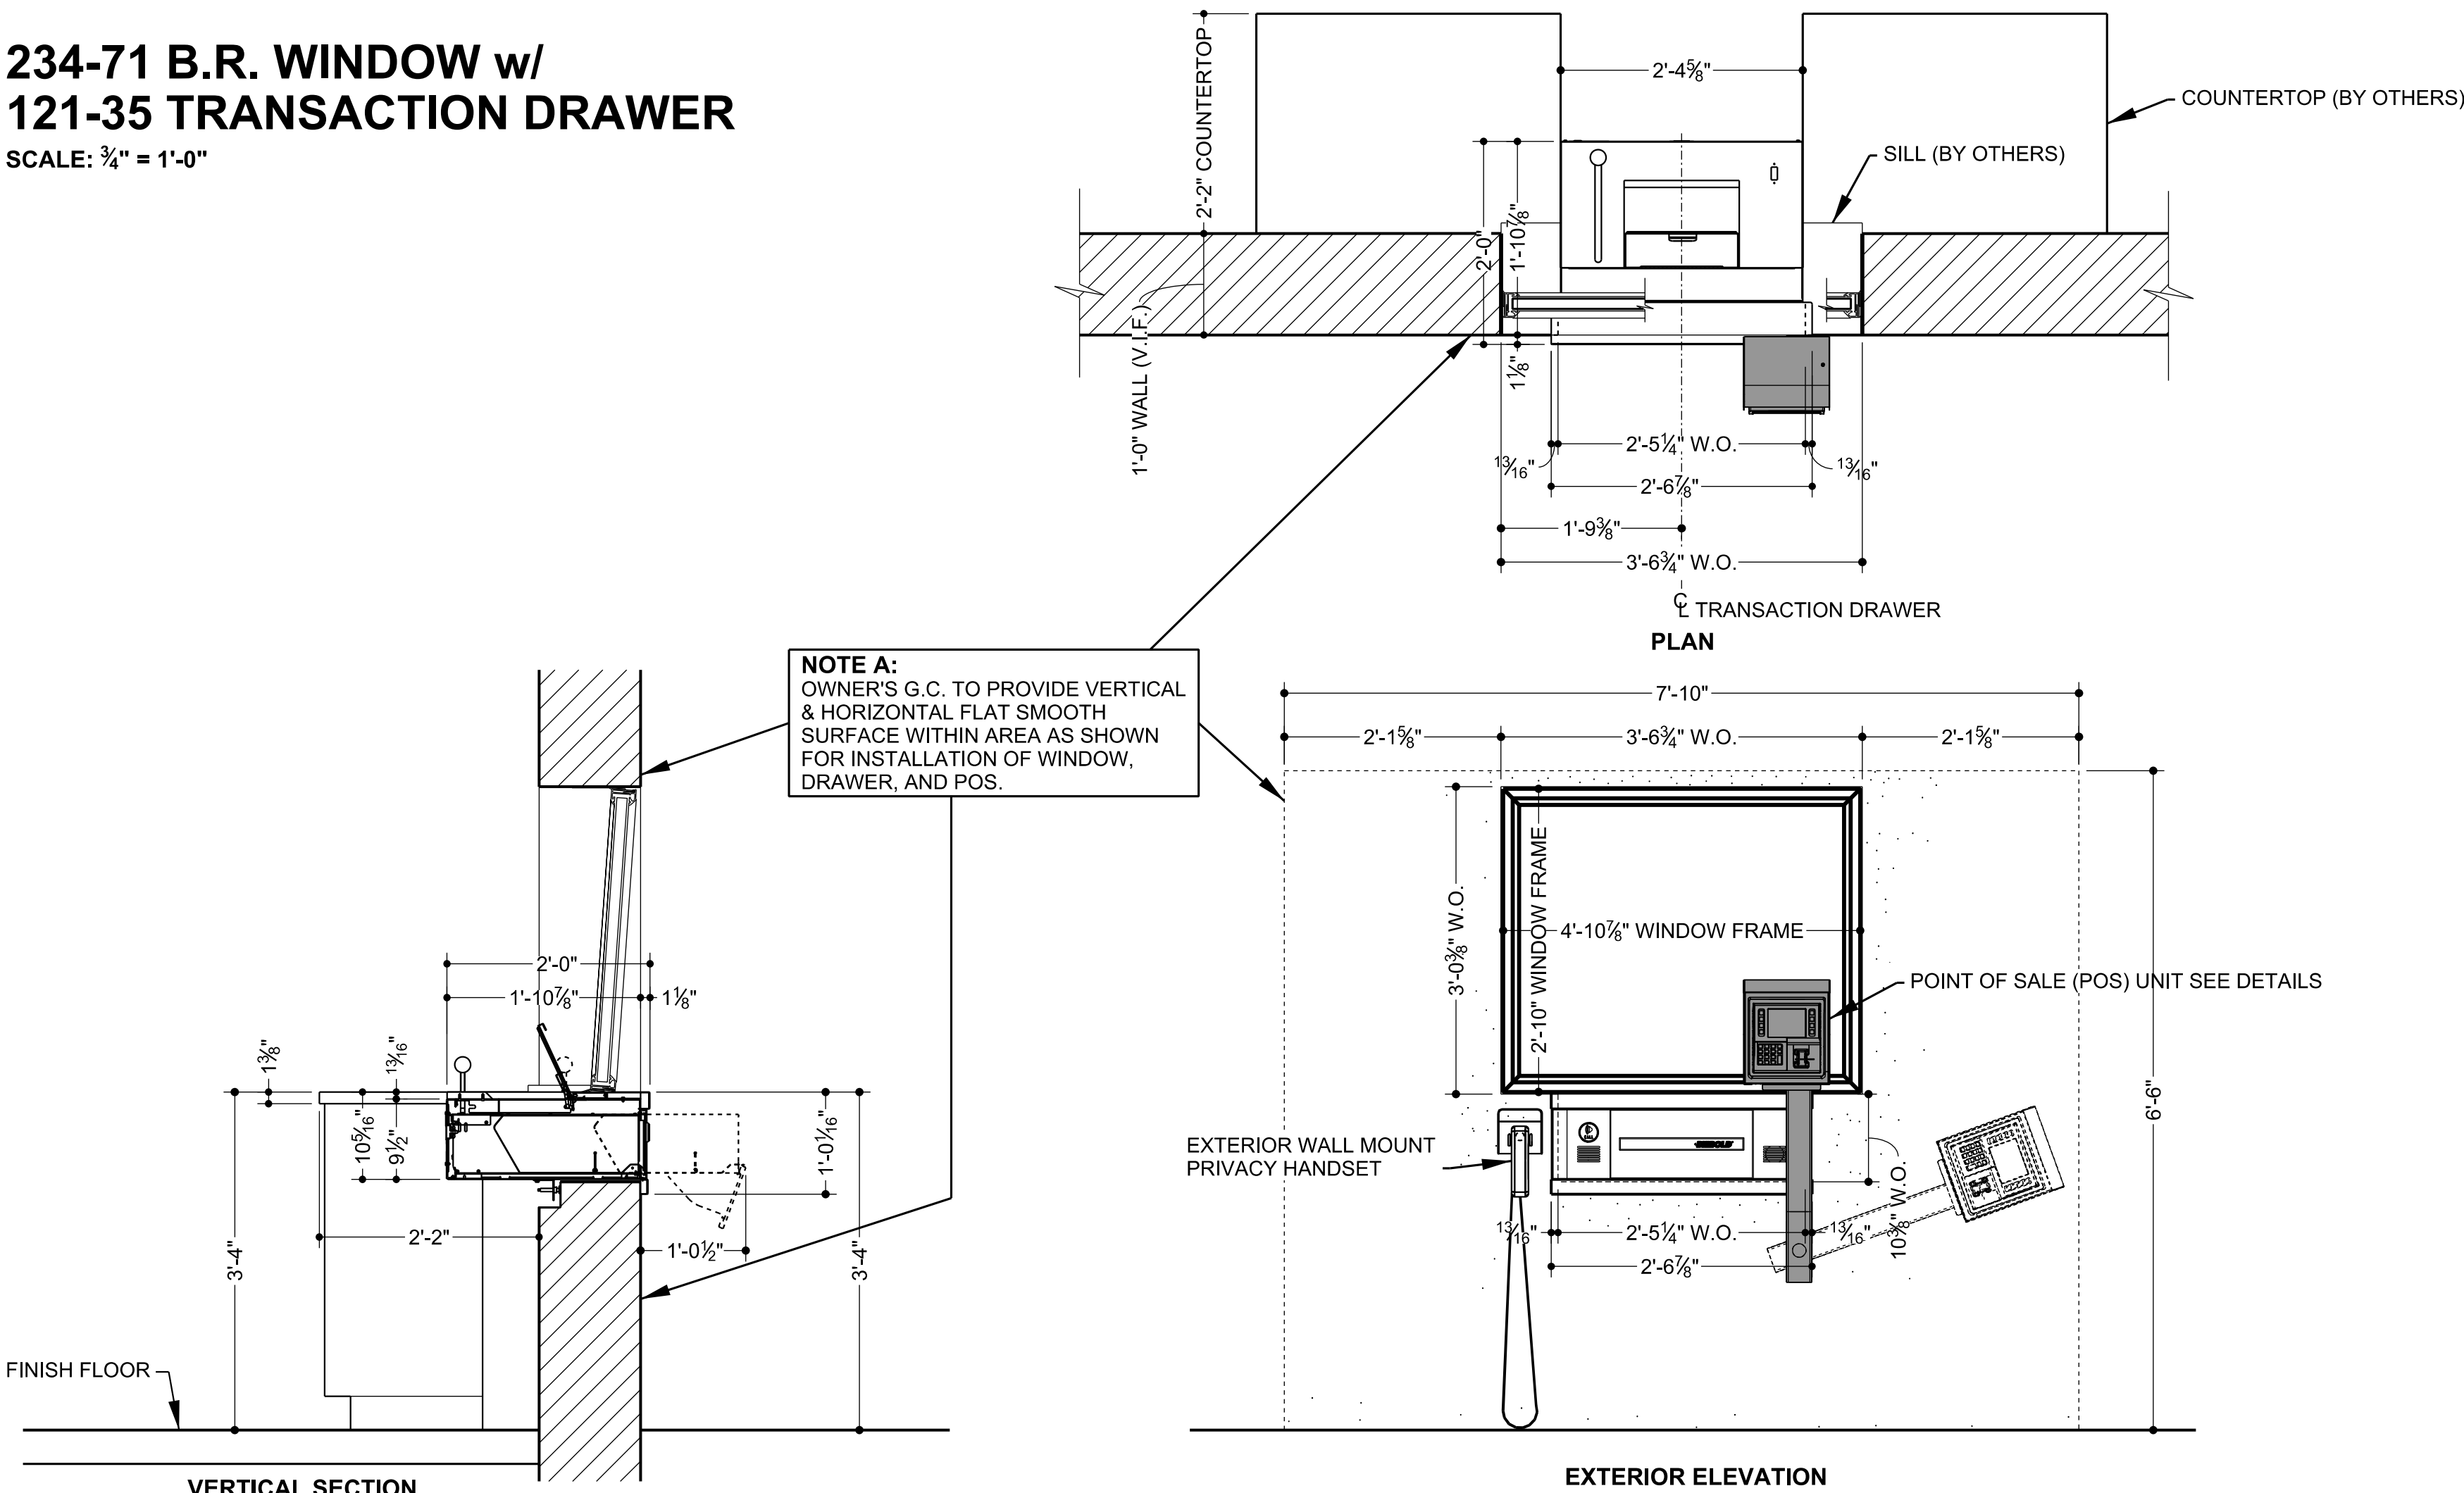 234-71 B.R. WINDOW w/
121-35 TRANSACTION DRAWER
SCALE: ¾" = 1'-0"
2'-2" COUNTERTOP
2'-4⅝"
COUNTERTOP (BY OTHERS)
SILL (BY OTHERS)
2'-0"
1'-10⅞"
1'-0" WALL (V.I.F.)
1⅛"
2'-5¼" W.O.
13⁄16"
13⁄16"
2'-6⅞"
1'-9⅜"
3'-6¾" W.O.
℄ TRANSACTION DRAWER
PLAN
NOTE A:
OWNER'S G.C. TO PROVIDE VERTICAL
& HORIZONTAL FLAT SMOOTH
SURFACE WITHIN AREA AS SHOWN
FOR INSTALLATION OF WINDOW,
DRAWER, AND POS.
2'-0"
1'-10⅞"
1⅛"
1⅜"
13⁄16"
10 5⁄16"
9½"
1'-0 1⁄16"
2'-2"
1'-0½"
3'-4"
3'-4"
FINISH FLOOR
VERTICAL SECTION
7'-10"
2'-1⅝"
3'-6¾" W.O.
2'-1⅝"
3'-0⅜" W.O.
2'-10" WINDOW FRAME
4'-10⅞" WINDOW FRAME
POINT OF SALE (POS) UNIT SEE DETAILS
6'-6"
EXTERIOR WALL MOUNT
PRIVACY HANDSET
DIEBOLD
13⁄16"
2'-5¼" W.O.
13⁄16"
10⅜" W.O.
2'-6⅞"
EXTERIOR ELEVATION